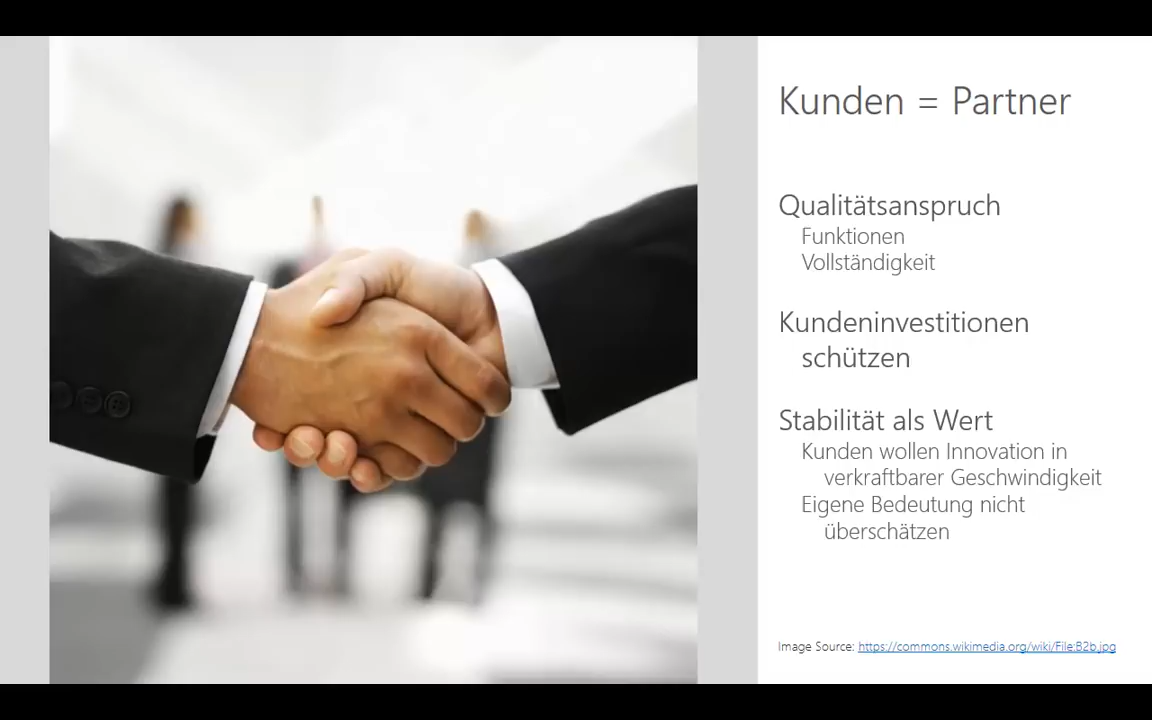 Kunden = Partner
Qualitätsanspruch
Funktionen
Vollständigkeit
Kundeninvestitionen
schützen
Stabilität als Wert
Kunden wollen Innovation in
verkraftbarer Geschwindigkeit
Eigene Bedeutung nicht
überschätzen
Image Source: https://commons.wikimedia.org/wiki/File:B2b.jpg